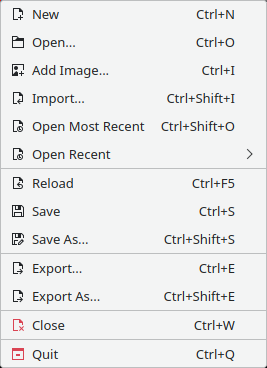 New Ctrl+N
Open... Ctrl+O
Add Image... Ctrl+I
Import... Ctrl+Shift+I
Open Most Recent Ctrl+Shift+O
Open Recent
Reload Ctrl+F5
Save Ctrl+S
Save As... Ctrl+Shift+S
Export... Ctrl+E
Export As... Ctrl+Shift+E
Close Ctrl+W
Quit Ctrl+Q